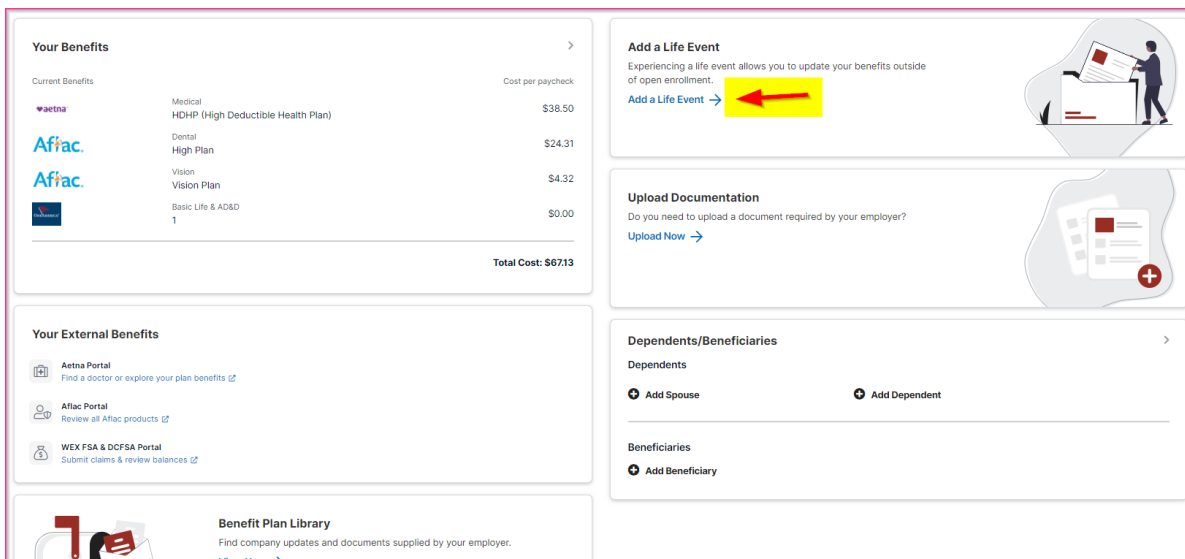 Your Benefits
Current Benefits
Cost per paycheck
aetna
Medical
HDHP (High Deductible Health Plan)
$38.50
Aflac.
Dental
High Plan
$24.31
Aflac.
Vision
Vision Plan
$4.32
Basic Life & AD&D
1
$0.00
Total Cost: $67.13
Your External Benefits
Aetna Portal
Find a doctor or explore your plan benefits
Aflac Portal
Review all Aflac products
WEX FSA & DCFSA Portal
Submit claims & review balances
Benefit Plan Library
Find company updates and documents supplied by your employer.
Add a Life Event
Experiencing a life event allows you to update your benefits outside
of open enrollment.
Add a Life Event
Upload Documentation
Do you need to upload a document required by your employer?
Upload Now
Dependents/Beneficiaries
Dependents
Add Spouse
Add Dependent
Beneficiaries
Add Beneficiary